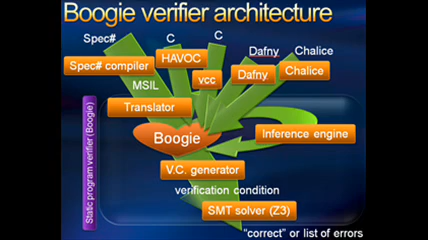 Boogie verifier architecture
Spec#
C
C
Dafny
Chalice
Spec# compiler
HAVOC
vcc
Dafny
Chalice
MSIL
Translator
Static program verifier (Boogie)
Boogie
Inference engine
V.C. generator
verification condition
SMT solver (Z3)
"correct" or list of errors